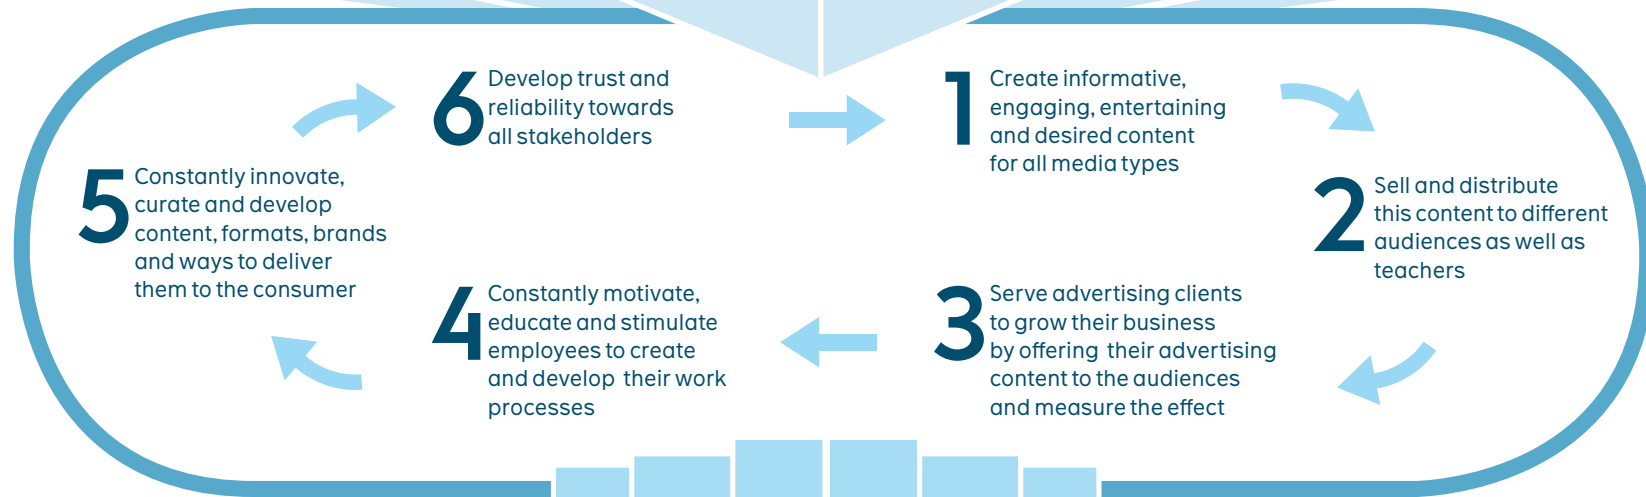 1
Create informative,
engaging, entertaining
and desired content
for all media types
2
Sell and distribute
this content to different
audiences as well as
teachers
3
Serve advertising clients
to grow their business
by offering their advertising
content to the audiences
and measure the effect
4
Constantly motivate,
educate and stimulate
employees to create
and develop their work
processes
5
Constantly innovate,
curate and develop
content, formats, brands
and ways to deliver
them to the consumer
6
Develop trust and
reliability towards
all stakeholders